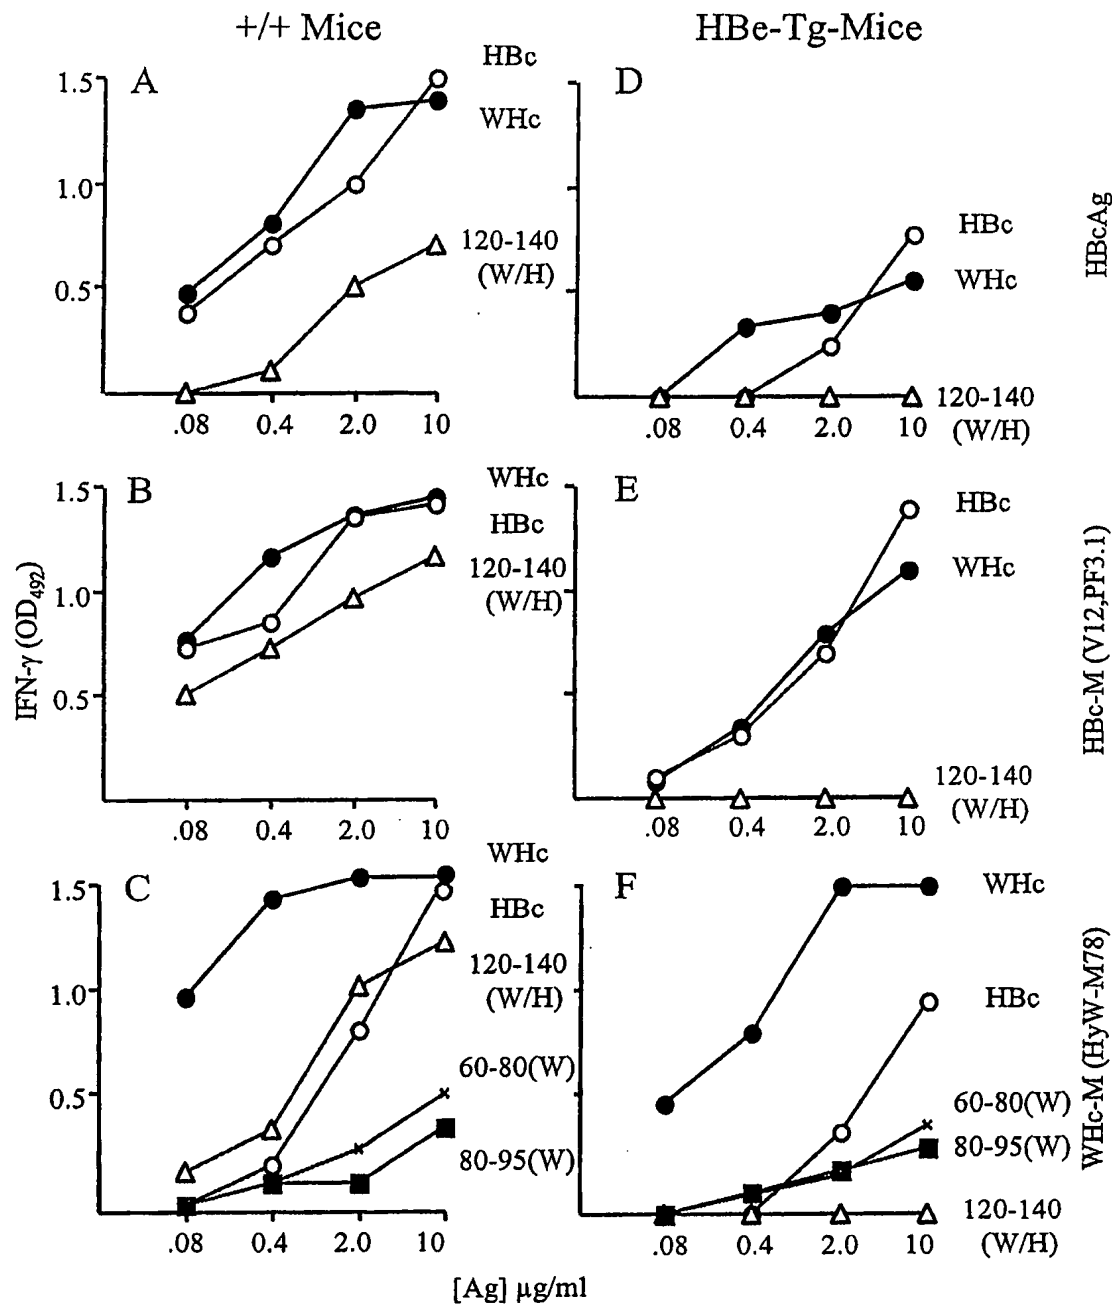 +/+ Mice
HBe-Tg-Mice
A
HBc
WHc
120-140
(W/H)
1.5
1.0
0.5
.08 0.4 2.0 10
D
HBc
WHc
120-140
(W/H)
.08 0.4 2.0 10
HBcAg
B
WHc
HBc
120-140
(W/H)
1.5
1.0
0.5
.08 0.4 2.0 10
IFN-γ (OD492)
E
HBc
WHc
120-140
(W/H)
.08 0.4 2.0 10
HBc-M (V12,PF3.1)
C
WHc
HBc
120-140
(W/H)
60-80(W)
80-95(W)
1.5
1.0
0.5
.08 0.4 2.0 10
F
WHc
HBc
60-80(W)
80-95(W)
120-140
(W/H)
.08 0.4 2.0 10
WHc-M (HyW-M78)
[Ag] μg/ml